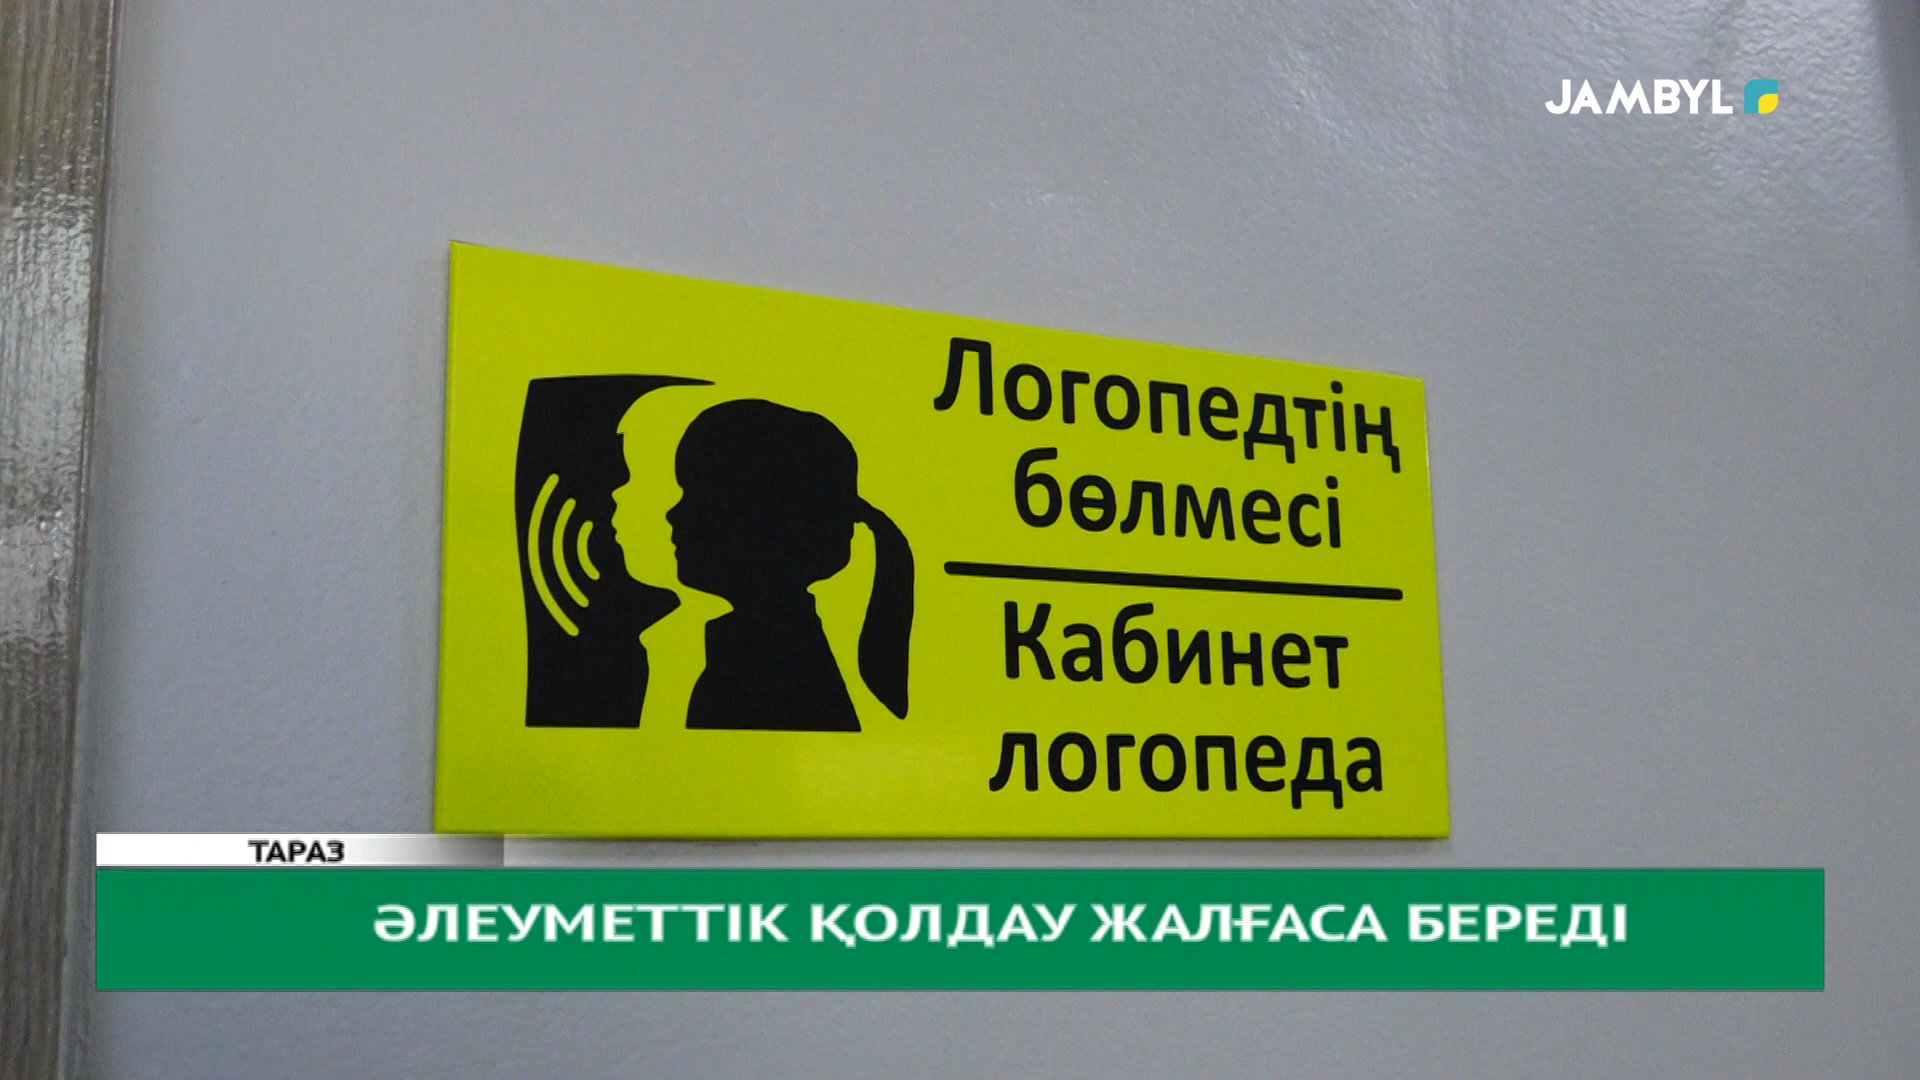 JAMBYL
Логопедтің
бөлмесі
Кабинет
логопеда
ТАРАЗ
ӘЛЕУМЕТТІК ҚОЛДАУ ЖАЛҒАСА БЕРЕДІ